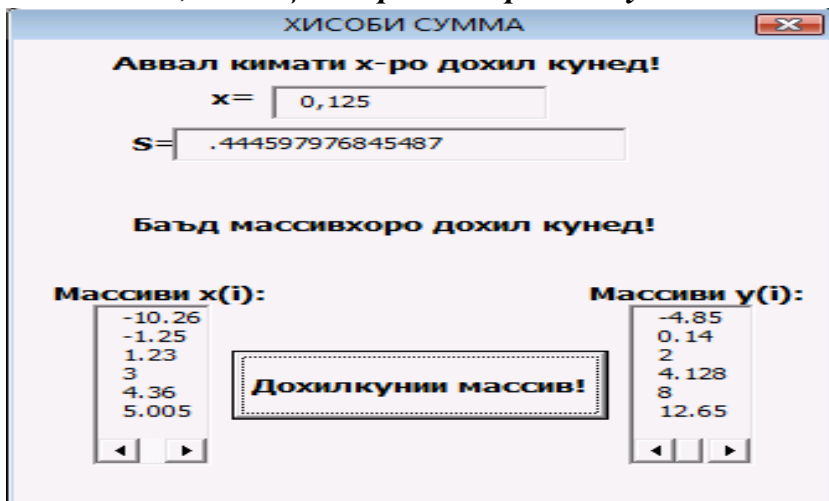 ХИСОБИ СУММА
Аввал кимати х-ро дохил кунед!
x= 0,125
S= .444597976845487
Баъд массивхоро дохил кунед!
Массиви x(i):
-10.26
-1.25
1.23
3
4.36
5.005
Дохилкунии массив!
Массиви y(i):
-4.85
0.14
2
4.128
8
12.65